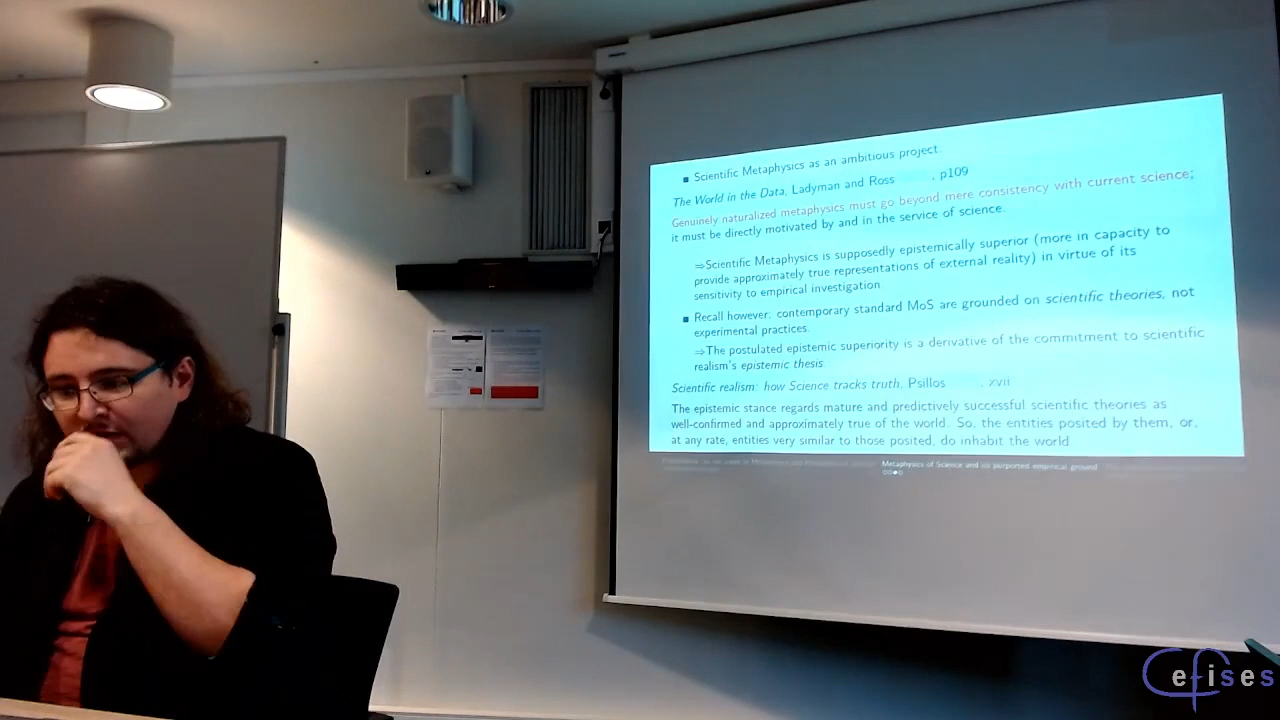 ■ Scientific Metaphysics as an ambitious project.
The World in the Data, Ladyman and Ross , p109
Genuinely naturalized metaphysics must go beyond mere consistency with current science;
it must be directly motivated by and in the service of science.
⇒Scientific Metaphysics is supposedly epistemically superior (more in capacity to
provide approximately true representations of external reality) in virtue of its
sensitivity to empirical investigation
■ Recall however: contemporary standard MoS are grounded on scientific theories, not
experimental practices.
⇒The postulated epistemic superiority is a derivative of the commitment to scientific
realism's epistemic thesis
Scientific realism: how Science tracks truth, Psillos , xvii
The epistemic stance regards mature and predictively successful scientific theories as
well-confirmed and approximately true of the world. So, the entities posited by them, or,
at any rate, entities very similar to those posited, do inhabit the world
Metaphysics of Science and its purported empirical ground
Cefises